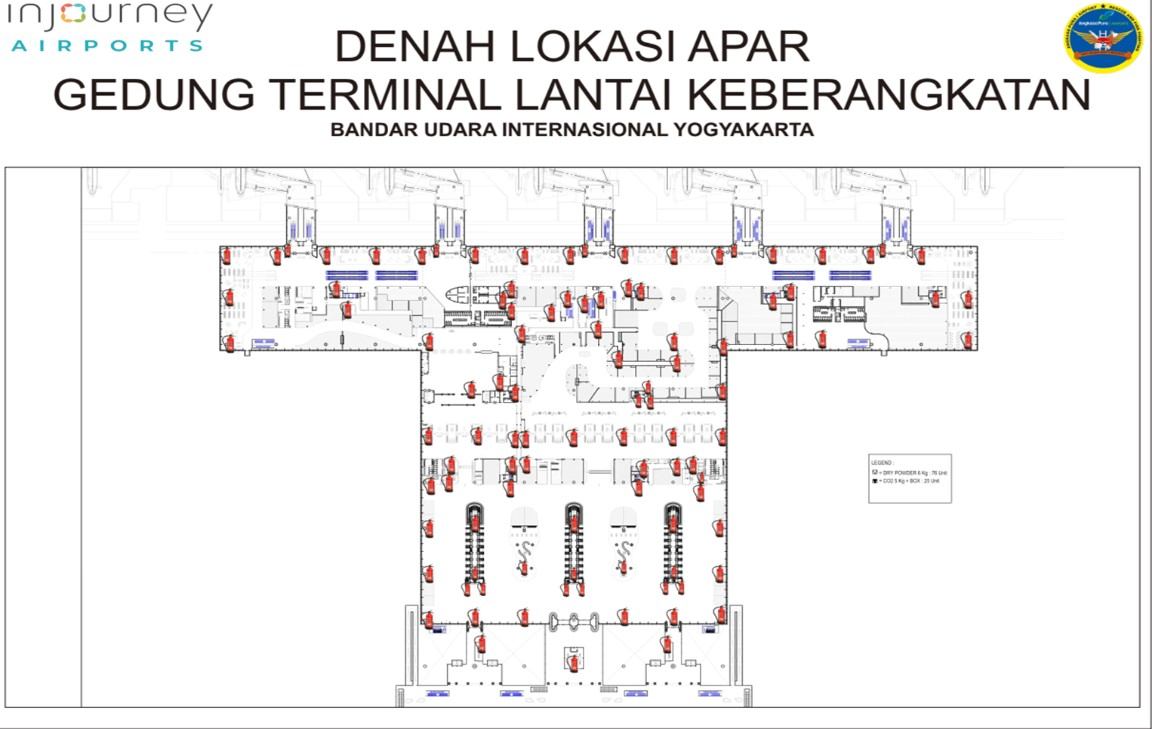 injourney
AIRPORTS
DENAH LOKASI APAR
GEDUNG TERMINAL LANTAI KEBERANGKATAN
BANDAR UDARA INTERNASIONAL YOGYAKARTA
LEGEND :
= DRY POWDER 6 Kg : 76 Unit
= CO2 5 Kg + BOX : 25 Unit